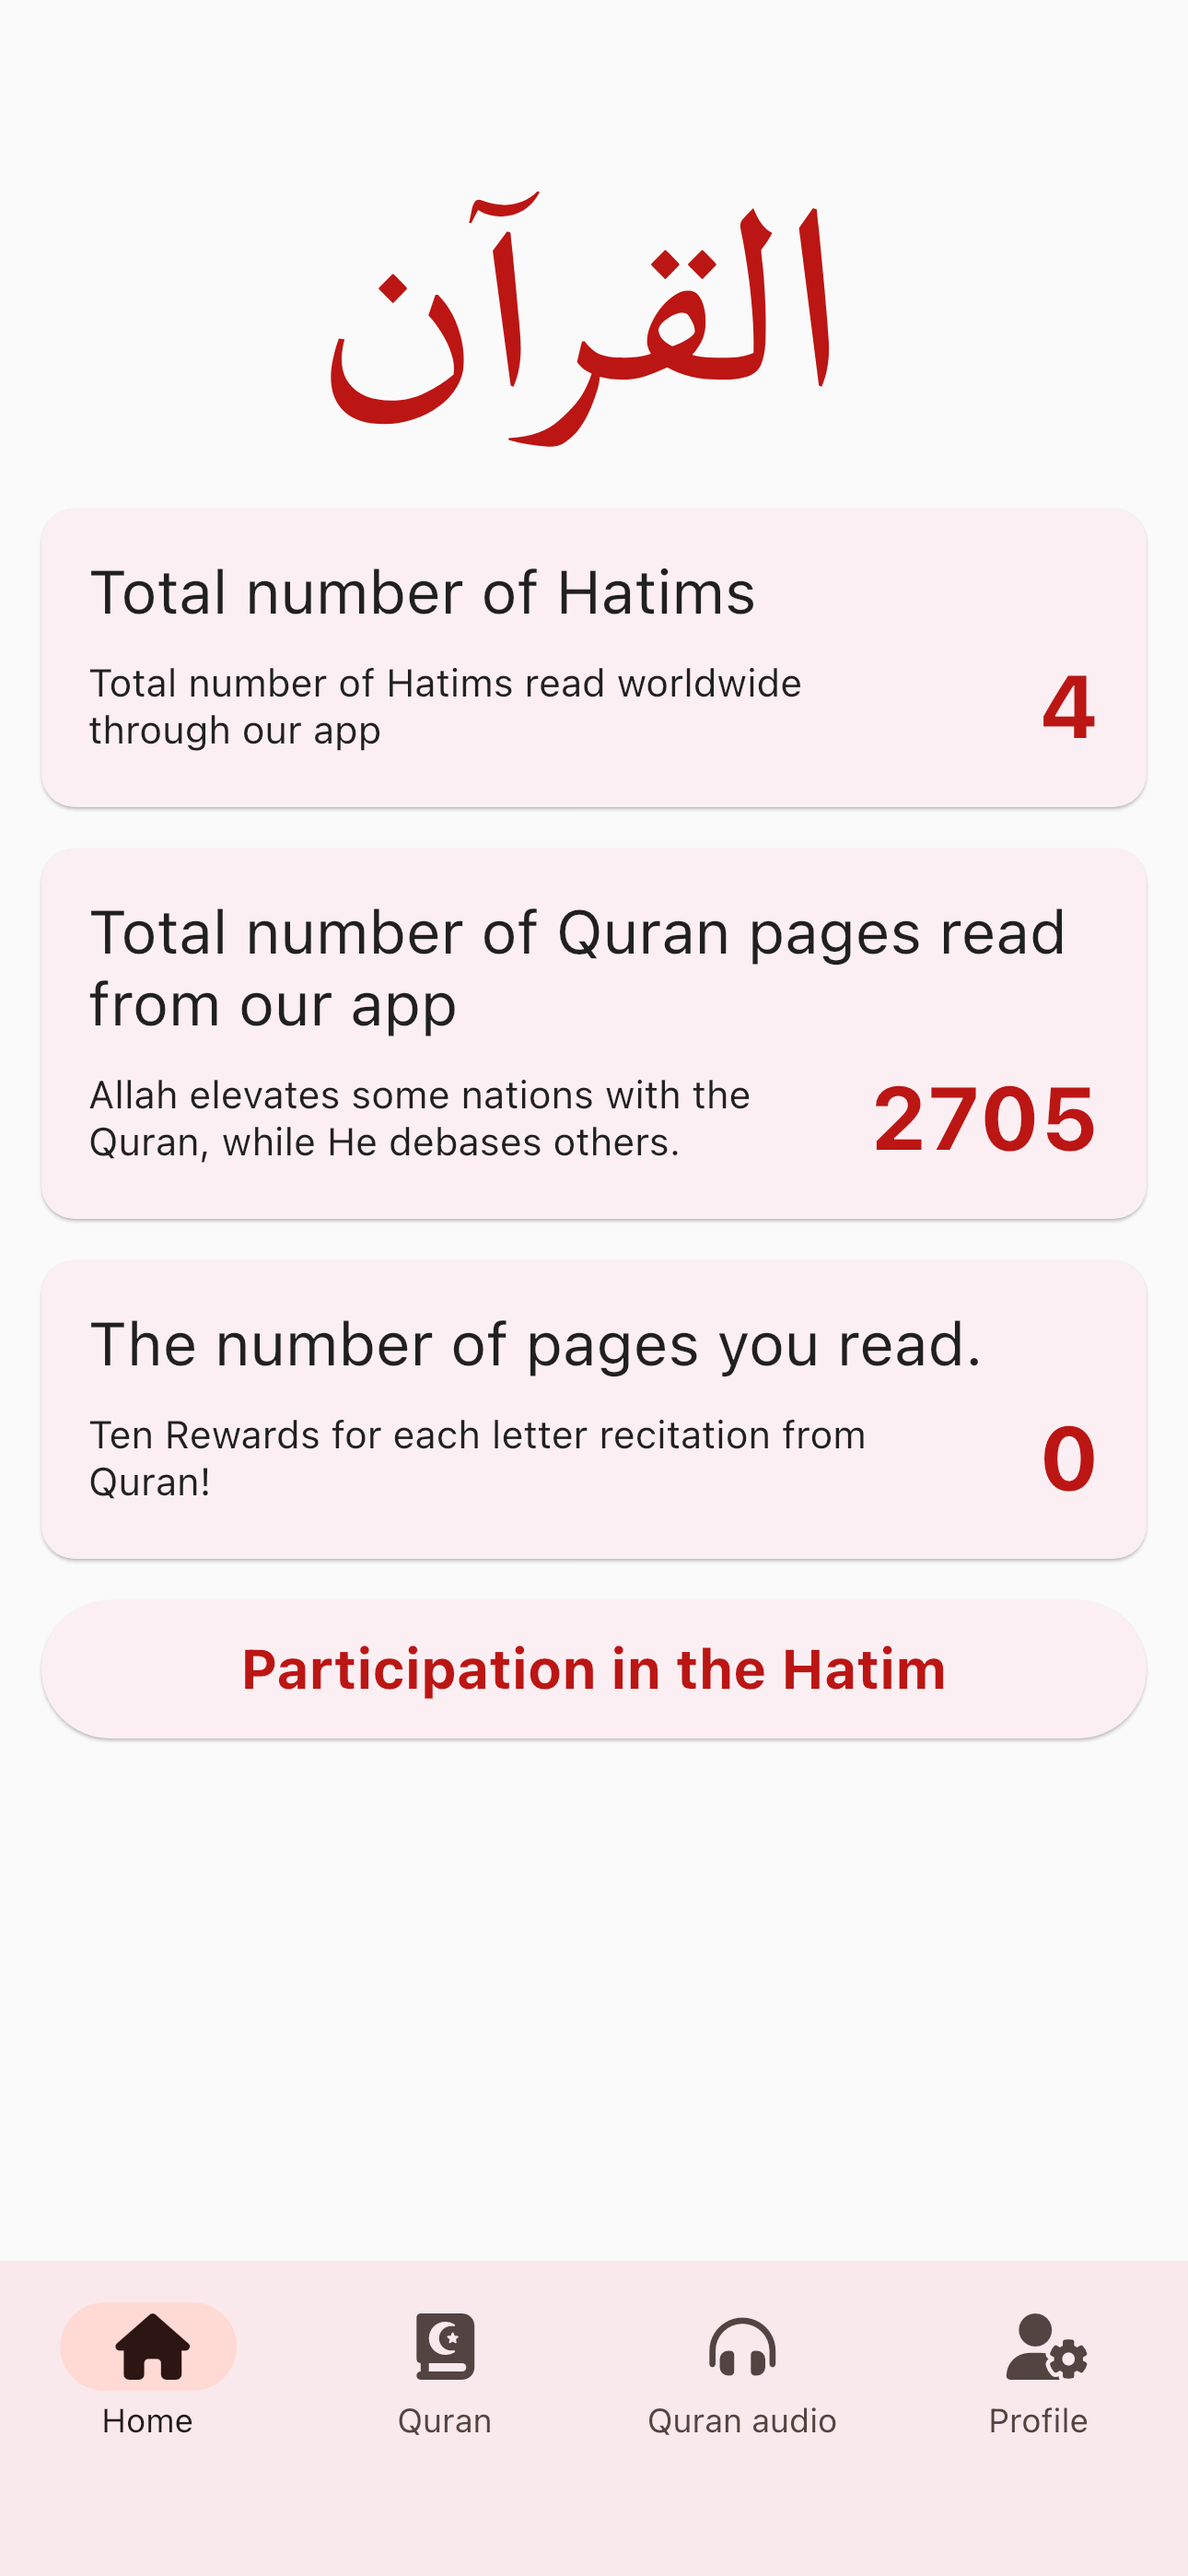 القرآن
Total number of Hatims
Total number of Hatims read worldwide
through our app
4
Total number of Quran pages read
from our app
Allah elevates some nations with the
Quran, while He debases others.
2705
The number of pages you read.
Ten Rewards for each letter recitation from
Quran!
0
Participation in the Hatim
Home
Quran
Quran audio
Profile